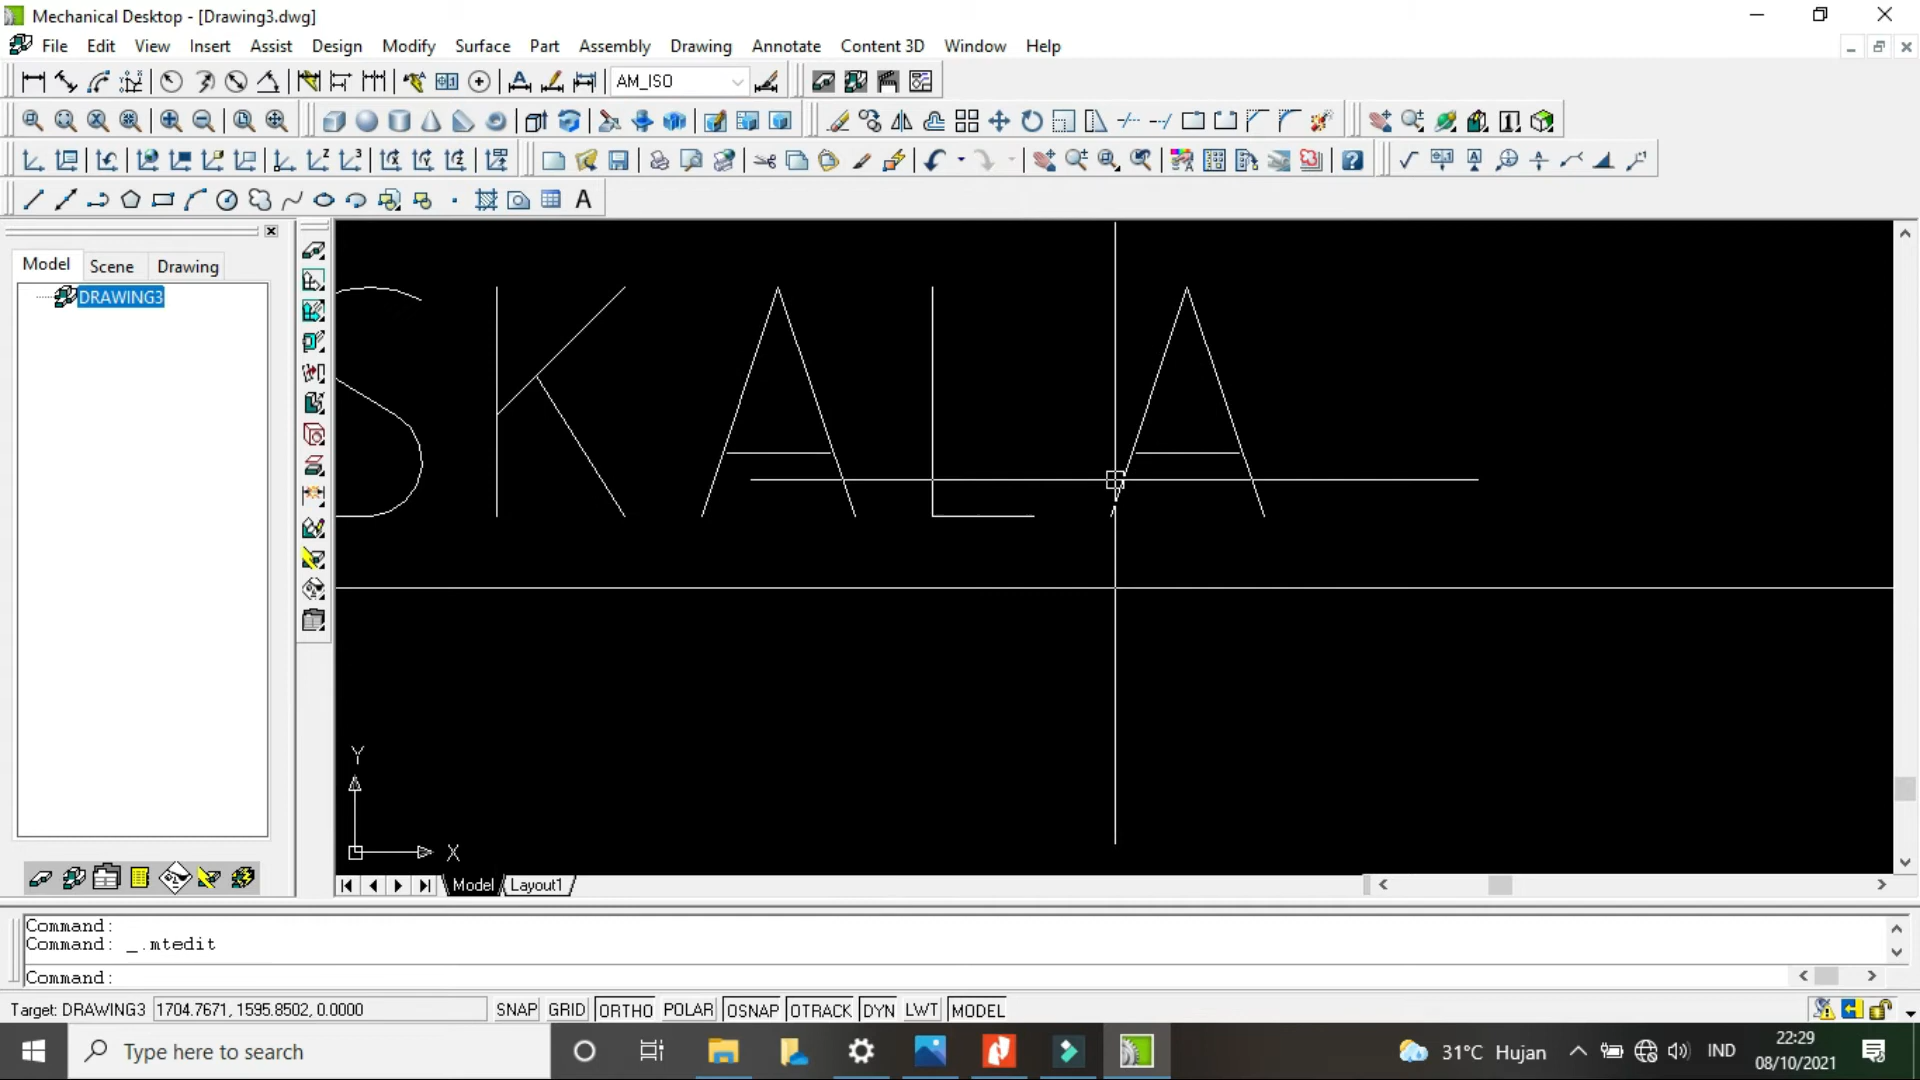 Mechanical Desktop - [Drawing3.dwg]
File Edit View Insert Assist Design Modify Surface Part Assembly Drawing Annotate Content 3D Window Help
AM_ISO
A
Model Scene Drawing
DRAWING3
SKALA
Y
X
Model Layout1
Command:
Command: _.mtedit
Command:
Target: DRAWING3 1704.7671, 1595.8502, 0.0000 SNAP GRID ORTHO POLAR OSNAP OTRACK DYN LWT MODEL
Type here to search 31°C Hujan IND 22:29
08/10/2021